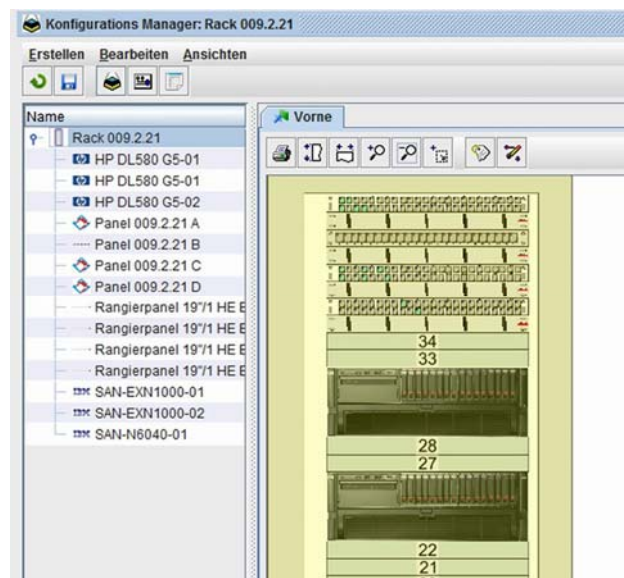 Konfigurations Manager: Rack 009.2.21
Erstellen Bearbeiten Ansichten
Name
Rack 009.2.21
HP DL580 G5-01
HP DL580 G5-01
HP DL580 G5-02
Panel 009.2.21 A
Panel 009.2.21 B
Panel 009.2.21 C
Panel 009.2.21 D
Rangierpanel 19"/1 HE E
Rangierpanel 19"/1 HE E
Rangierpanel 19"/1 HE E
Rangierpanel 19"/1 HE E
IBM SAN-EXN1000-01
IBM SAN-EXN1000-02
IBM SAN-N6040-01
Vorne
34
33
28
27
22
21